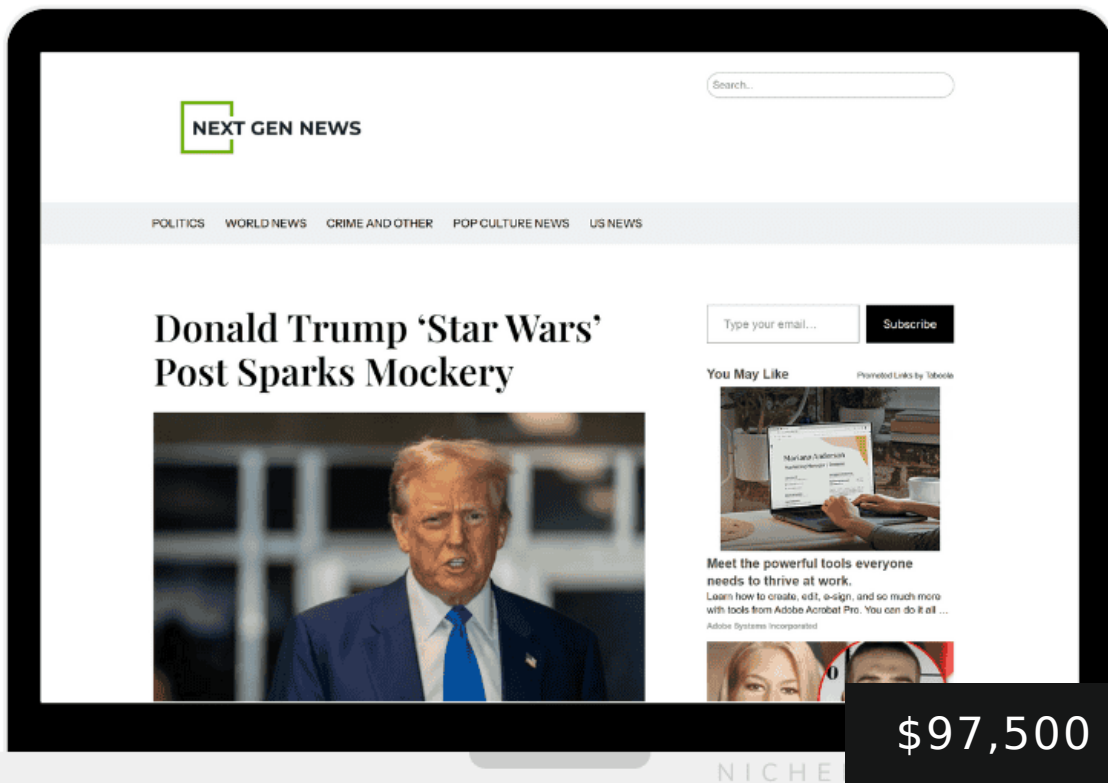 Search...
NEXT GEN NEWS
POLITICS WORLD NEWS CRIME AND OTHER POP CULTURE NEWS US NEWS
Donald Trump ‘Star Wars’
Post Sparks Mockery
Type your email...
Subscribe
You May Like
Promoted Links by Taboola
Mariana Anderson
Meet the powerful tools everyone
needs to thrive at work.
Learn how to create, edit, e-sign, and so much more
with tools from Adobe Acrobat Pro. You can do it all ...
Adobe Systems Incorporated
$97,500